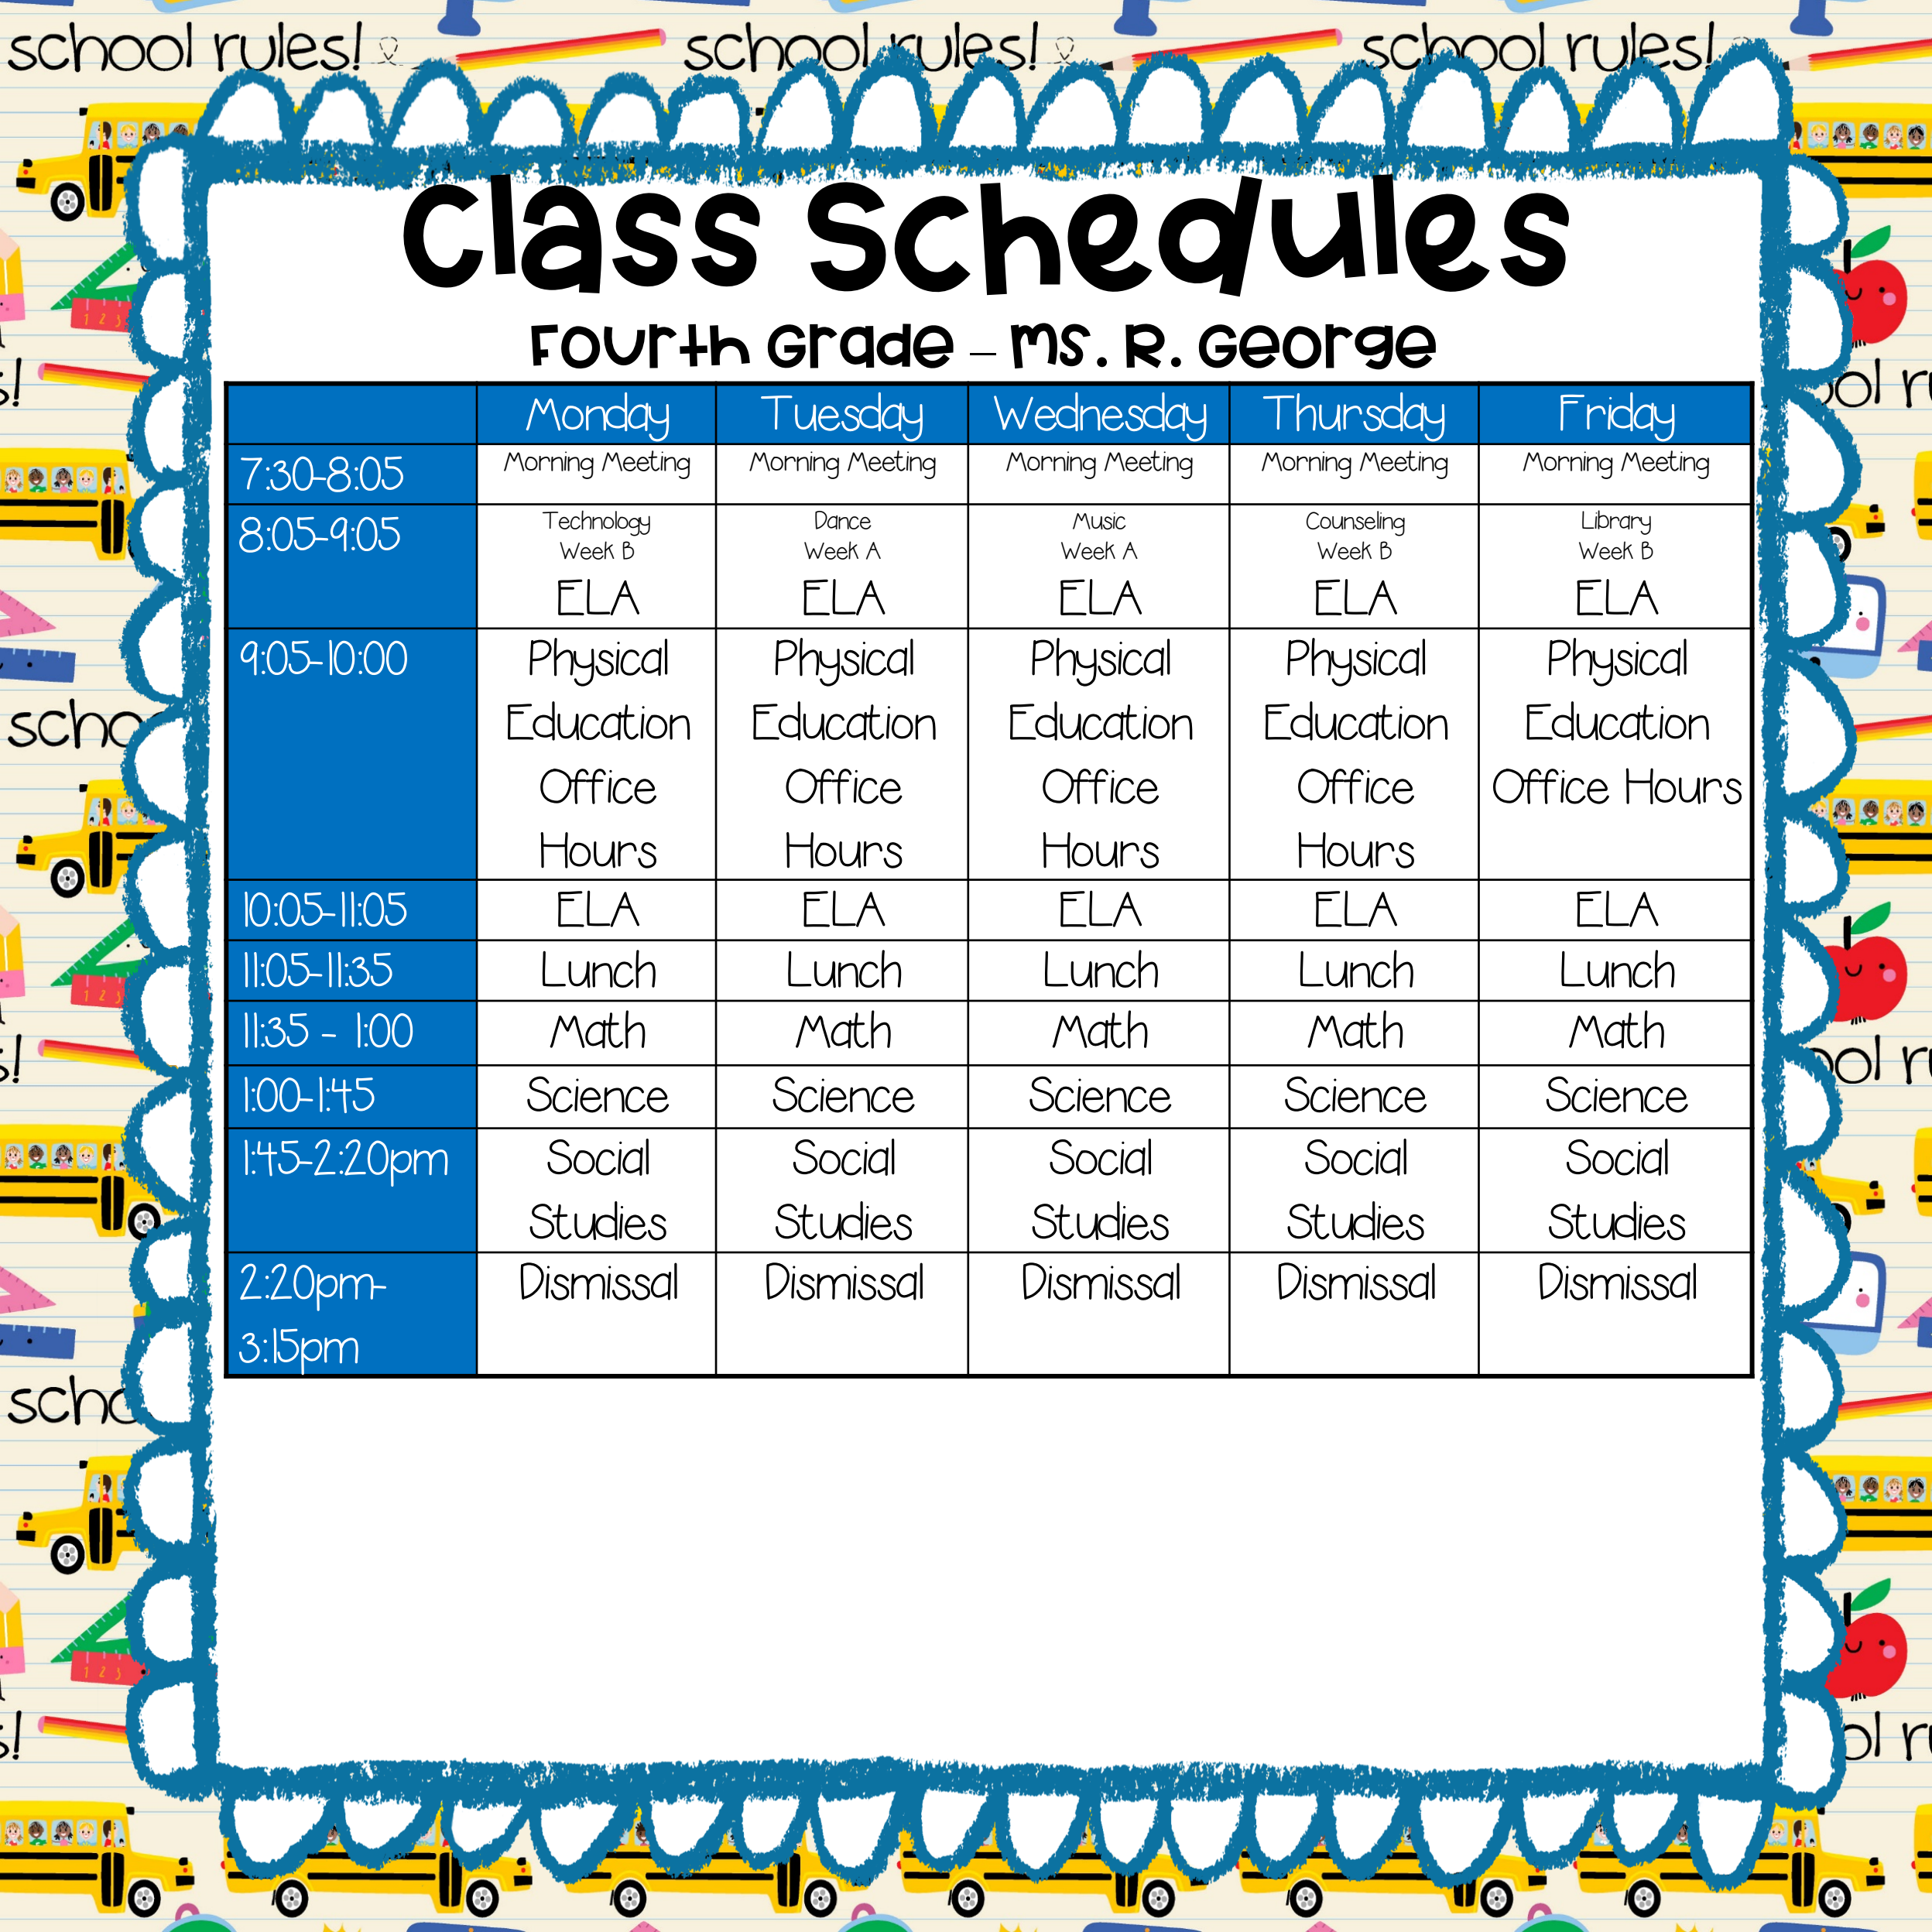 school rules! school rules! school rules!
Class Schedules
Fourth Grade – Ms. R. George
Monday Tuesday Wednesday Thursday Friday
7:30-8:05 Morning Meeting Morning Meeting Morning Meeting Morning Meeting Morning Meeting
8:05-9:05 Technology Dance Music Counseling Library
Week B Week A Week A Week B Week B
ELA ELA ELA ELA ELA
9:05-10:00 Physical Physical Physical Physical Physical
Education Education Education Education Education
Office Office Office Office Office Hours
Hours Hours Hours Hours
10:05-11:05 ELA ELA ELA ELA ELA
11:05-11:35 Lunch Lunch Lunch Lunch Lunch
11:35 - 1:00 Math Math Math Math Math
1:00-1:45 Science Science Science Science Science
1:45-2:20pm Social Social Social Social Social
Studies Studies Studies Studies Studies
2:20pm- Dismissal Dismissal Dismissal Dismissal Dismissal
3:15pm